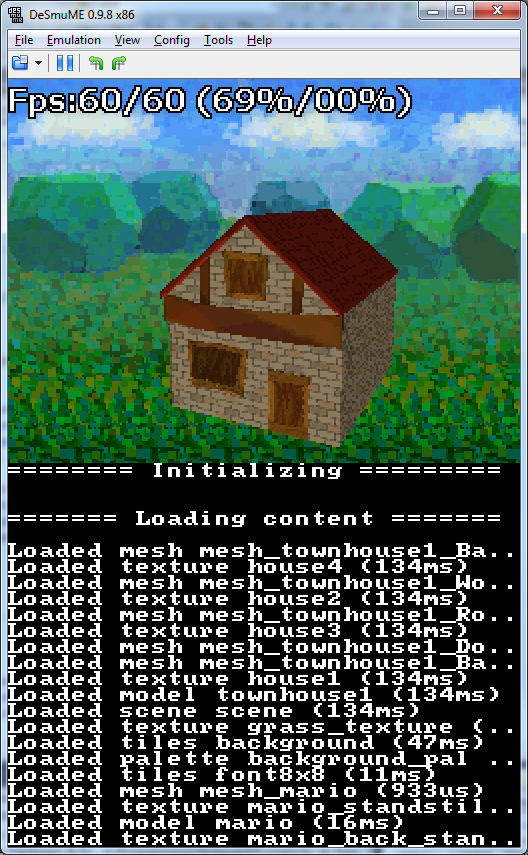 DeSmuME 0.9.8 x86
File Emulation View Config Tools Help
Fps:60/60 (69%/00%)
======== Initializing =========
======= Loading content =======
Loaded mesh mesh_townhouse1_Ba..
Loaded texture house4 (134ms)
Loaded mesh mesh_townhouse1_Wo..
Loaded texture house2 (134ms)
Loaded mesh mesh_townhouse1_Ro..
Loaded texture house3 (134ms)
Loaded mesh mesh_townhouse1_Do..
Loaded mesh mesh_townhouse1_Ba..
Loaded texture house1 (134ms)
Loaded model townhouse1 (134ms)
Loaded scene scene (134ms)
Loaded texture grass_texture (..
Loaded tiles background (47ms)
Loaded palette background_pal ..
Loaded tiles font8x8 (11ms)
Loaded mesh mesh_mario (933us)
Loaded texture mario_standstil..
Loaded model mario (16ms)
Loaded texture mario_back_stan..